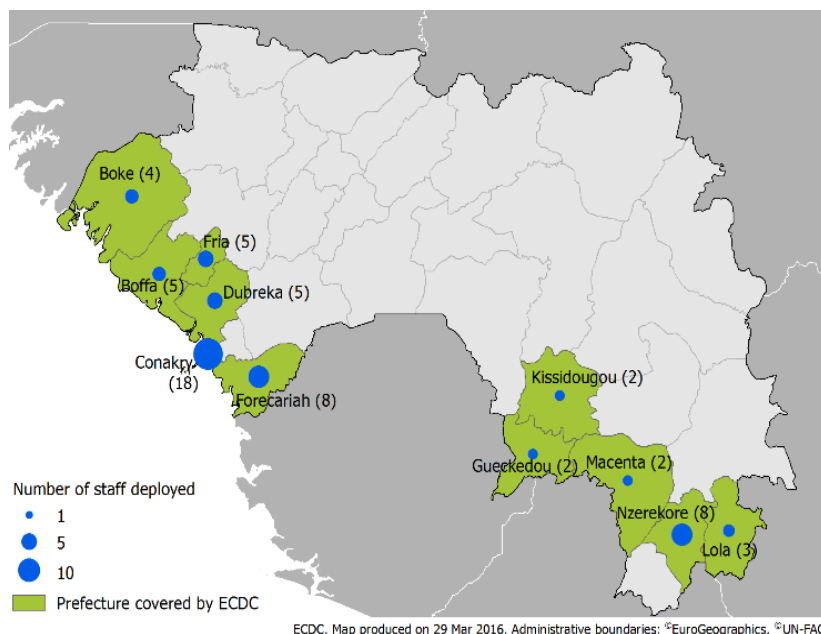 Boke (4)
Fria (5)
Boffa (5)
Dubreka (5)
Conakry
(18)
Forecariah (8)
Kissidougou (2)
Gueckedou (2)
Macenta (2)
Nzerekore (8)
Lola (3)
Number of staff deployed
1
5
10
Prefecture covered by ECDC
ECDC. Map produced on 29 Mar 2016. Administrative boundaries: ©EuroGeographics, ©UN-FAO